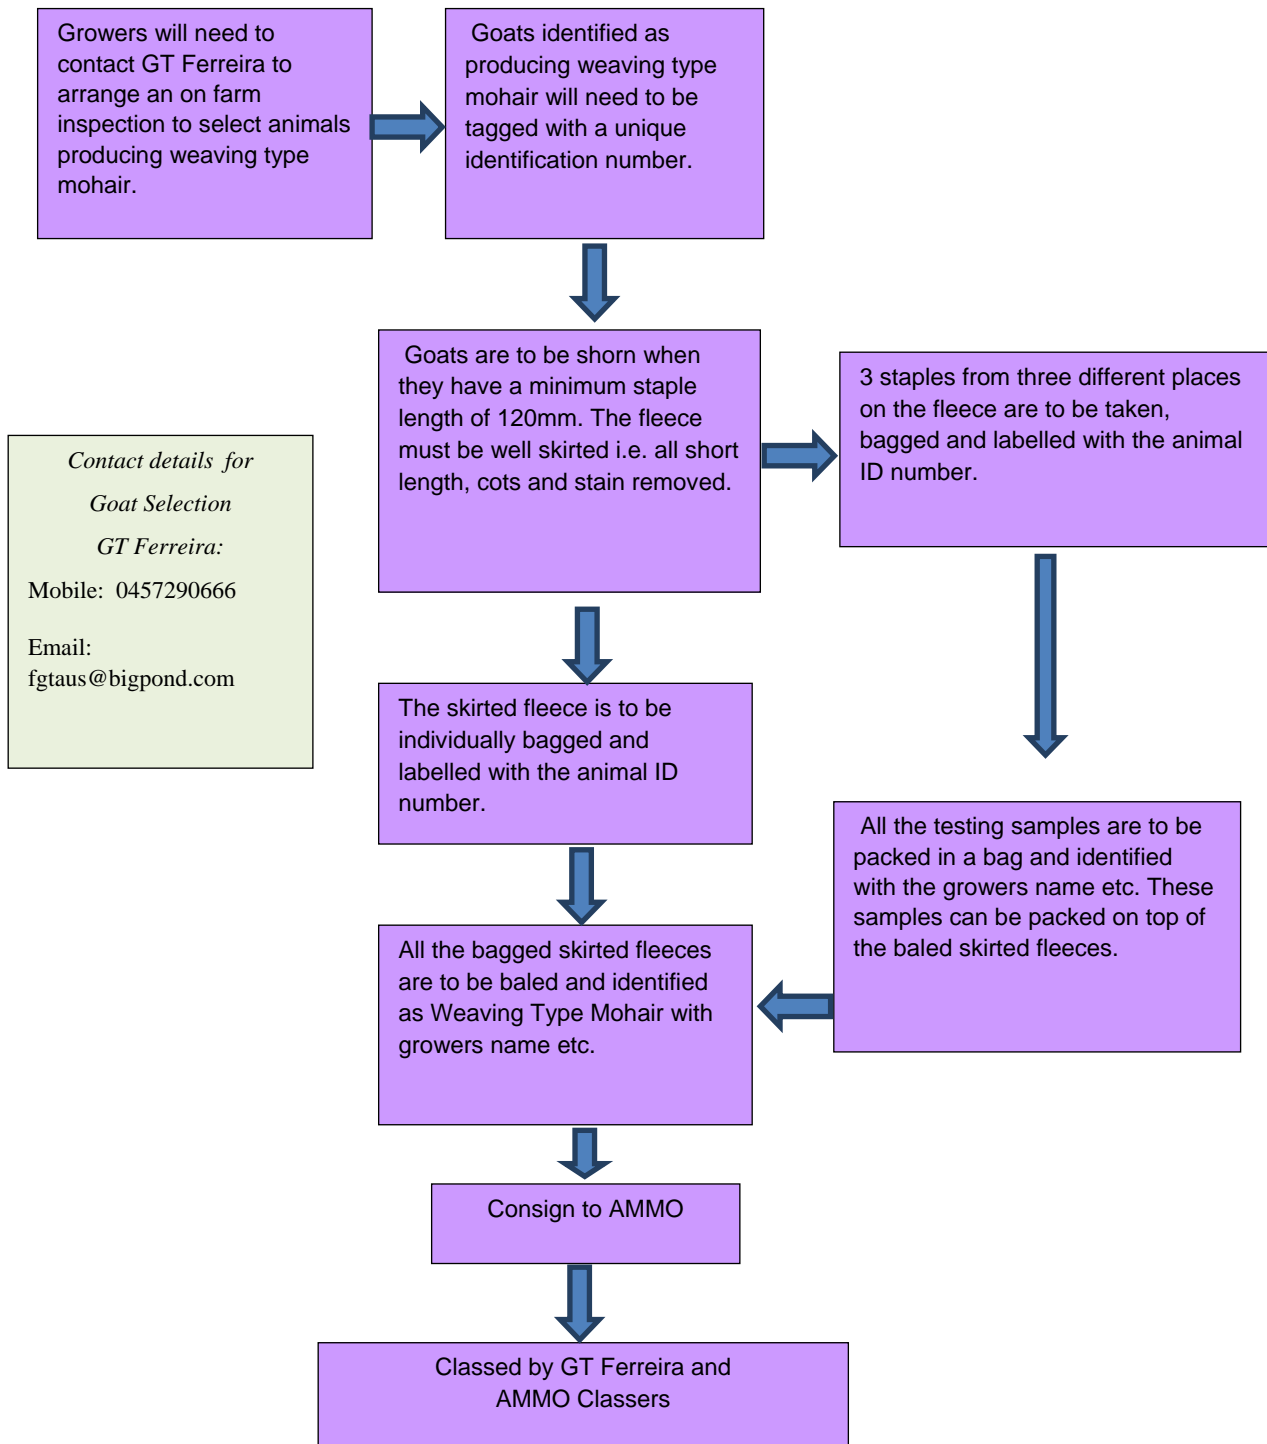 Growers will need to
contact GT Ferreira to
arrange an on farm
inspection to select animals
producing weaving type
mohair.
Goats identified as
producing weaving type
mohair will need to be
tagged with a unique
identification number.
Goats are to be shorn when
they have a minimum staple
length of 120mm. The fleece
must be well skirted i.e. all short
length, cots and stain removed.
3 staples from three different places
on the fleece are to be taken,
bagged and labelled with the animal
ID number.
Contact details for
Goat Selection
GT Ferreira:
Mobile: 0457290666
Email:
fgtaus@bigpond.com
The skirted fleece is to be
individually bagged and
labelled with the animal ID
number.
All the testing samples are to be
packed in a bag and identified
with the growers name etc. These
samples can be packed on top of
the baled skirted fleeces.
All the bagged skirted fleeces
are to be baled and identified
as Weaving Type Mohair with
growers name etc.
Consign to AMMO
Classed by GT Ferreira and
AMMO Classers